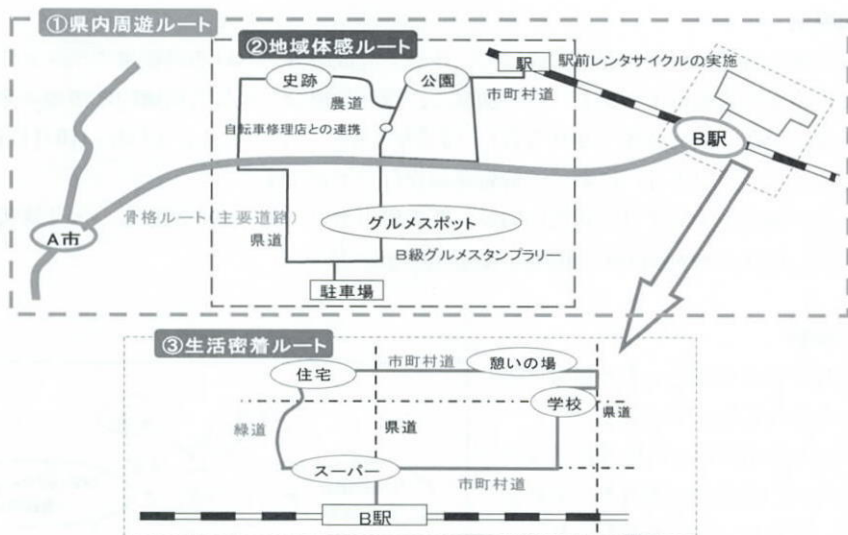 ①県内周遊ルート
②地域体感ルート
史跡
公園
駅
駅前レンタサイクルの実施
農道
市町村道
自転車修理店との連携
B駅
骨格ルート(主要道路)
A市
県道
グルメスポット
B級グルメスタンプラリー
駐車場
③生活密着ルート
住宅
市町村道
憩いの場
学校
県道
緑道
県道
スーパー
市町村道
B駅